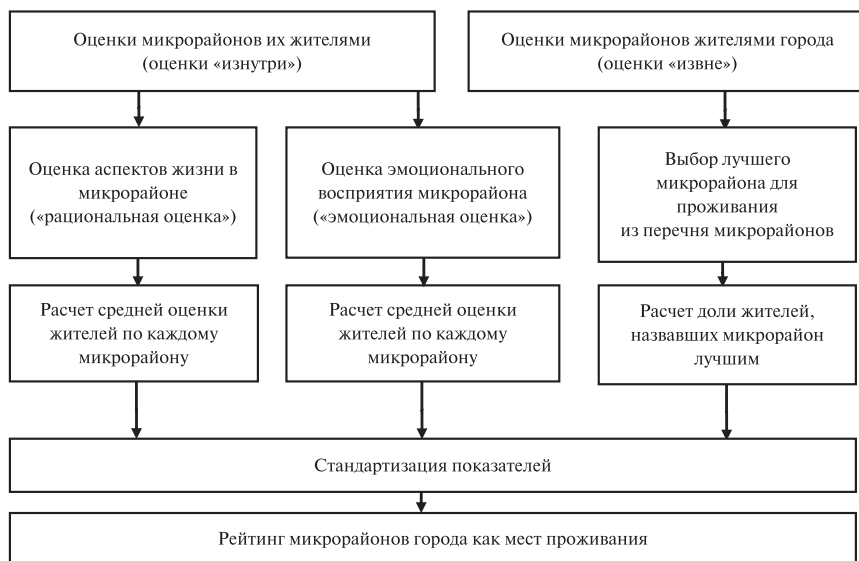 Оценки микрорайонов их жителями
(оценки «изнутри»)
Оценки микрорайонов жителями города
(оценки «извне»)
Оценка аспектов жизни в
микрорайоне
(«рациональная оценка»)
Оценка эмоционального
восприятия микрорайона
(«эмоциональная оценка»)
Выбор лучшего
микрорайона для
проживания
из перечня микрорайонов
Расчет средней оценки
жителей по каждому
микрорайону
Расчет средней оценки
жителей по каждому
микрорайону
Расчет доли жителей,
назвавших микрорайон
лучшим
Стандартизация показателей
Рейтинг микрорайонов города как мест проживания